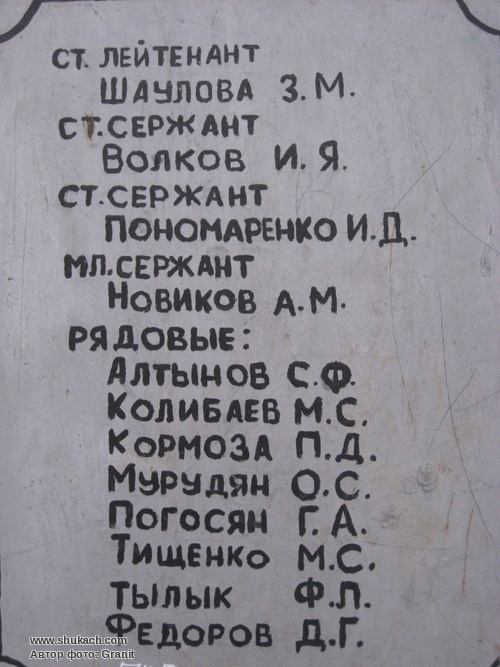 СТ. ЛЕЙТЕНАНТ
ШАУЛОВА З.М.
СТ. СЕРЖАНТ
ВОЛКОВ И.Я.
СТ. СЕРЖАНТ
ПОНОМАРЕНКО И.Д.
МЛ. СЕРЖАНТ
НОВИКОВ А.М.
РЯДОВЫЕ:
АЛТЫНОВ С.Ф.
КОЛИБАЕВ М.С.
КОРМОЗА П.Д.
МУРУДЯН О.С.
ПОГОСЯН Г.А.
ТИЩЕНКО М.С.
ТЫЛЫК Ф.Л.
ФЕДОРОВ Д.Г.
www.shukach.com
Автор фото: Granit